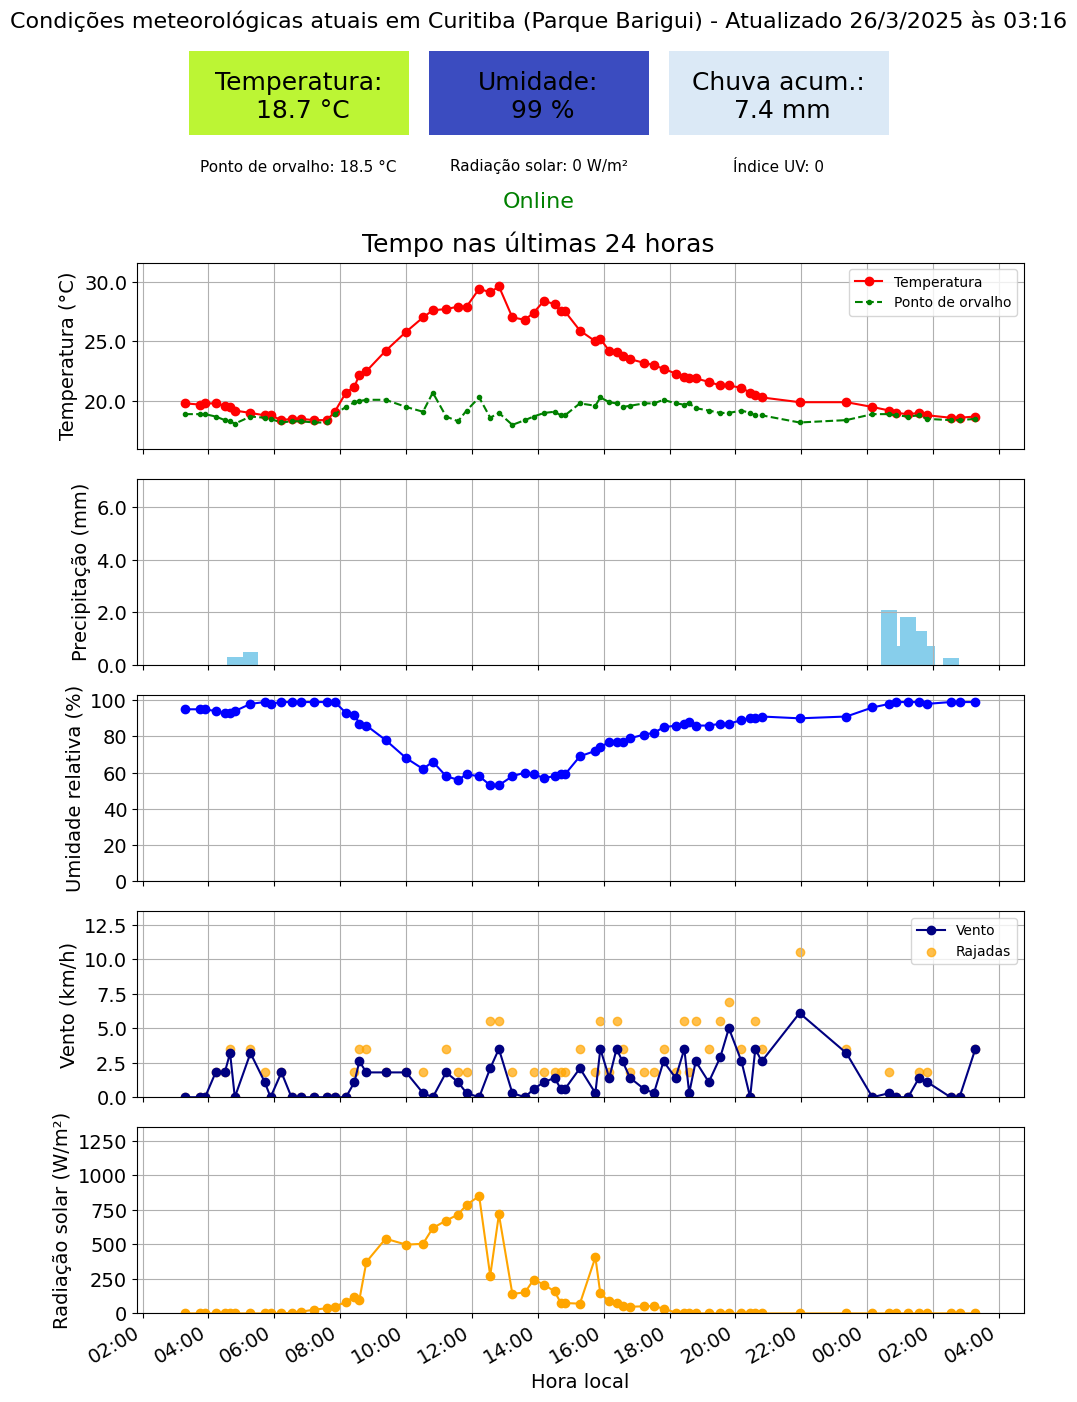 Condições meteorológicas atuais em Curitiba (Parque Barigui) - Atualizado 26/3/2025 às 03:16
Temperatura:
18.7 °C
Umidade:
99 %
Chuva acum.:
7.4 mm
Ponto de orvalho: 18.5 °C
Radiação solar: 0 W/m²
Índice UV: 0
Online
Tempo nas últimas 24 horas
Temperatura (°C)
30.0
25.0
20.0
Temperatura
Ponto de orvalho
Precipitação (mm)
6.0
4.0
2.0
0.0
Umidade relativa (%)
100
80
60
40
20
0
Vento (km/h)
12.5
10.0
7.5
5.0
2.5
0.0
Vento
Rajadas
Radiação solar (W/m²)
1250
1000
750
500
250
0
02:00
04:00
06:00
08:00
10:00
12:00
14:00
16:00
18:00
20:00
22:00
00:00
02:00
04:00
Hora local